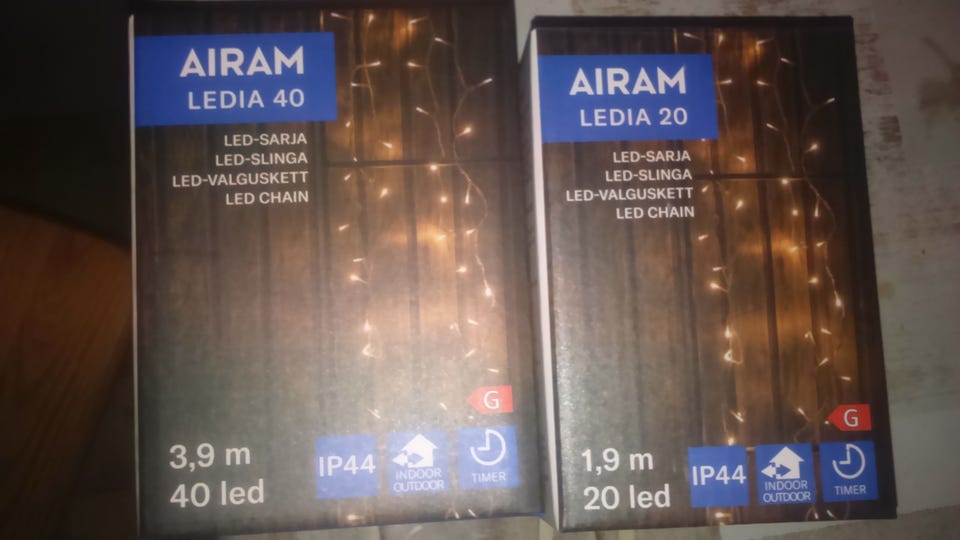 AIRAM
LEDIA 40
LED-SARJA
LED-SLINGA
LED-VALGUSKETT
LED CHAIN
G
3,9 m
40 led
IP44
INDOOR
OUTDOOR
TIMER
AIRAM
LEDIA 20
LED-SARJA
LED-SLINGA
LED-VALGUSKETT
LED CHAIN
G
1,9 m
20 led
IP44
INDOOR
OUTDOOR
TIMER